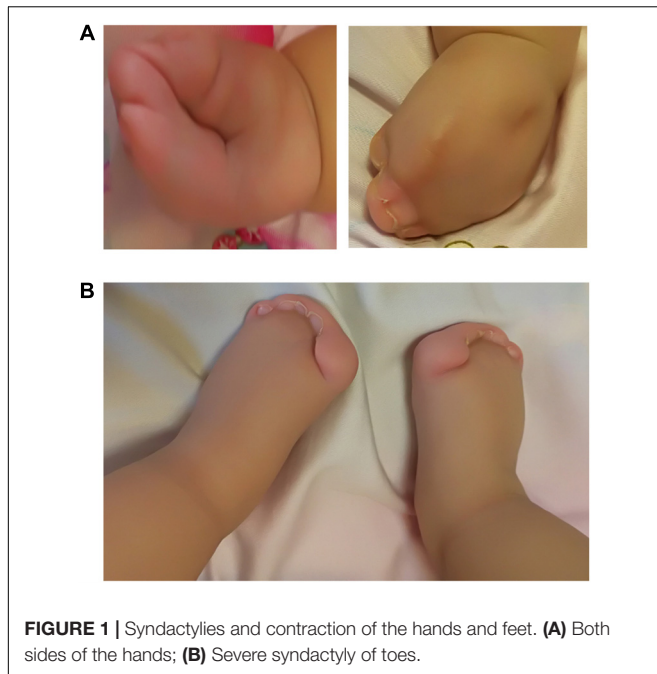 A
B
FIGURE 1 | Syndactylies and contraction of the hands and feet. (A) Both
sides of the hands; (B) Severe syndactyly of toes.